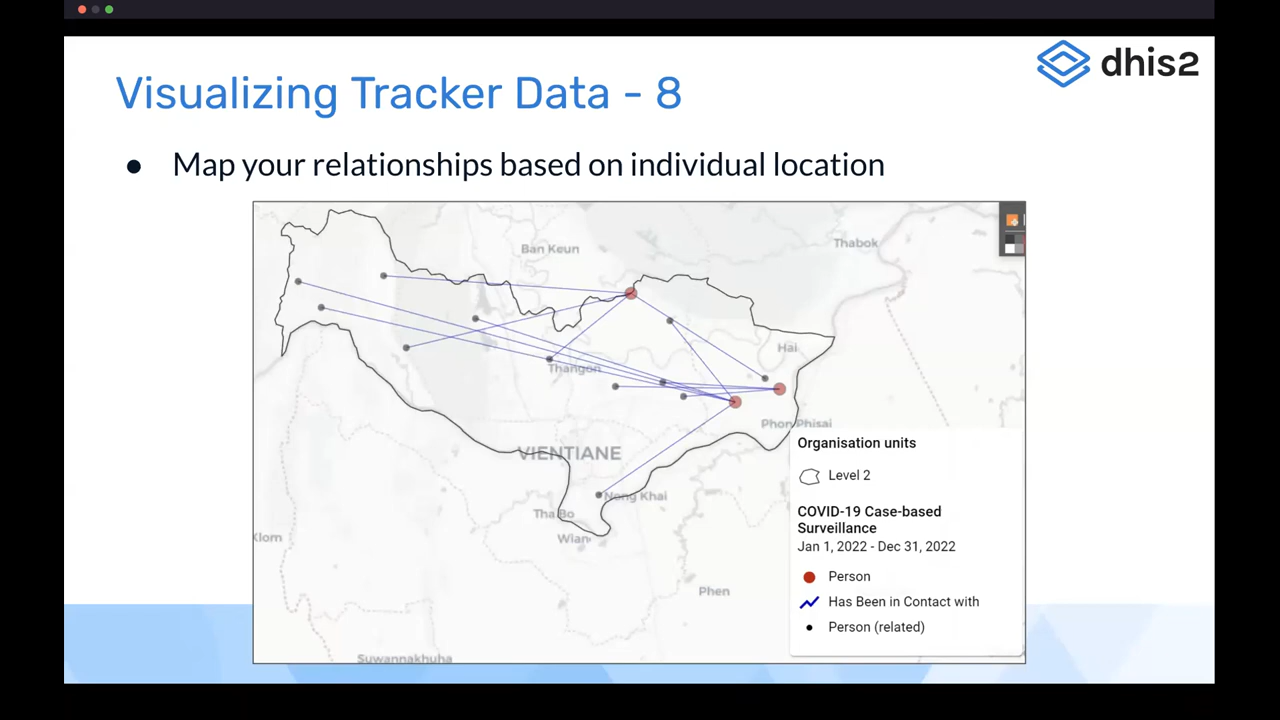 dhis2
Visualizing Tracker Data - 8
● Map your relationships based on individual location
Ban Keun
Thabok
Hai
Thangon
Phon Phisai
VIENTIANE
Nong Khai
Tha Bo
Wian
Klom
Phen
Suwannakhuha
Organisation units
Level 2
COVID-19 Case-based
Surveillance
Jan 1, 2022 - Dec 31, 2022
Person
Has Been in Contact with
Person (related)